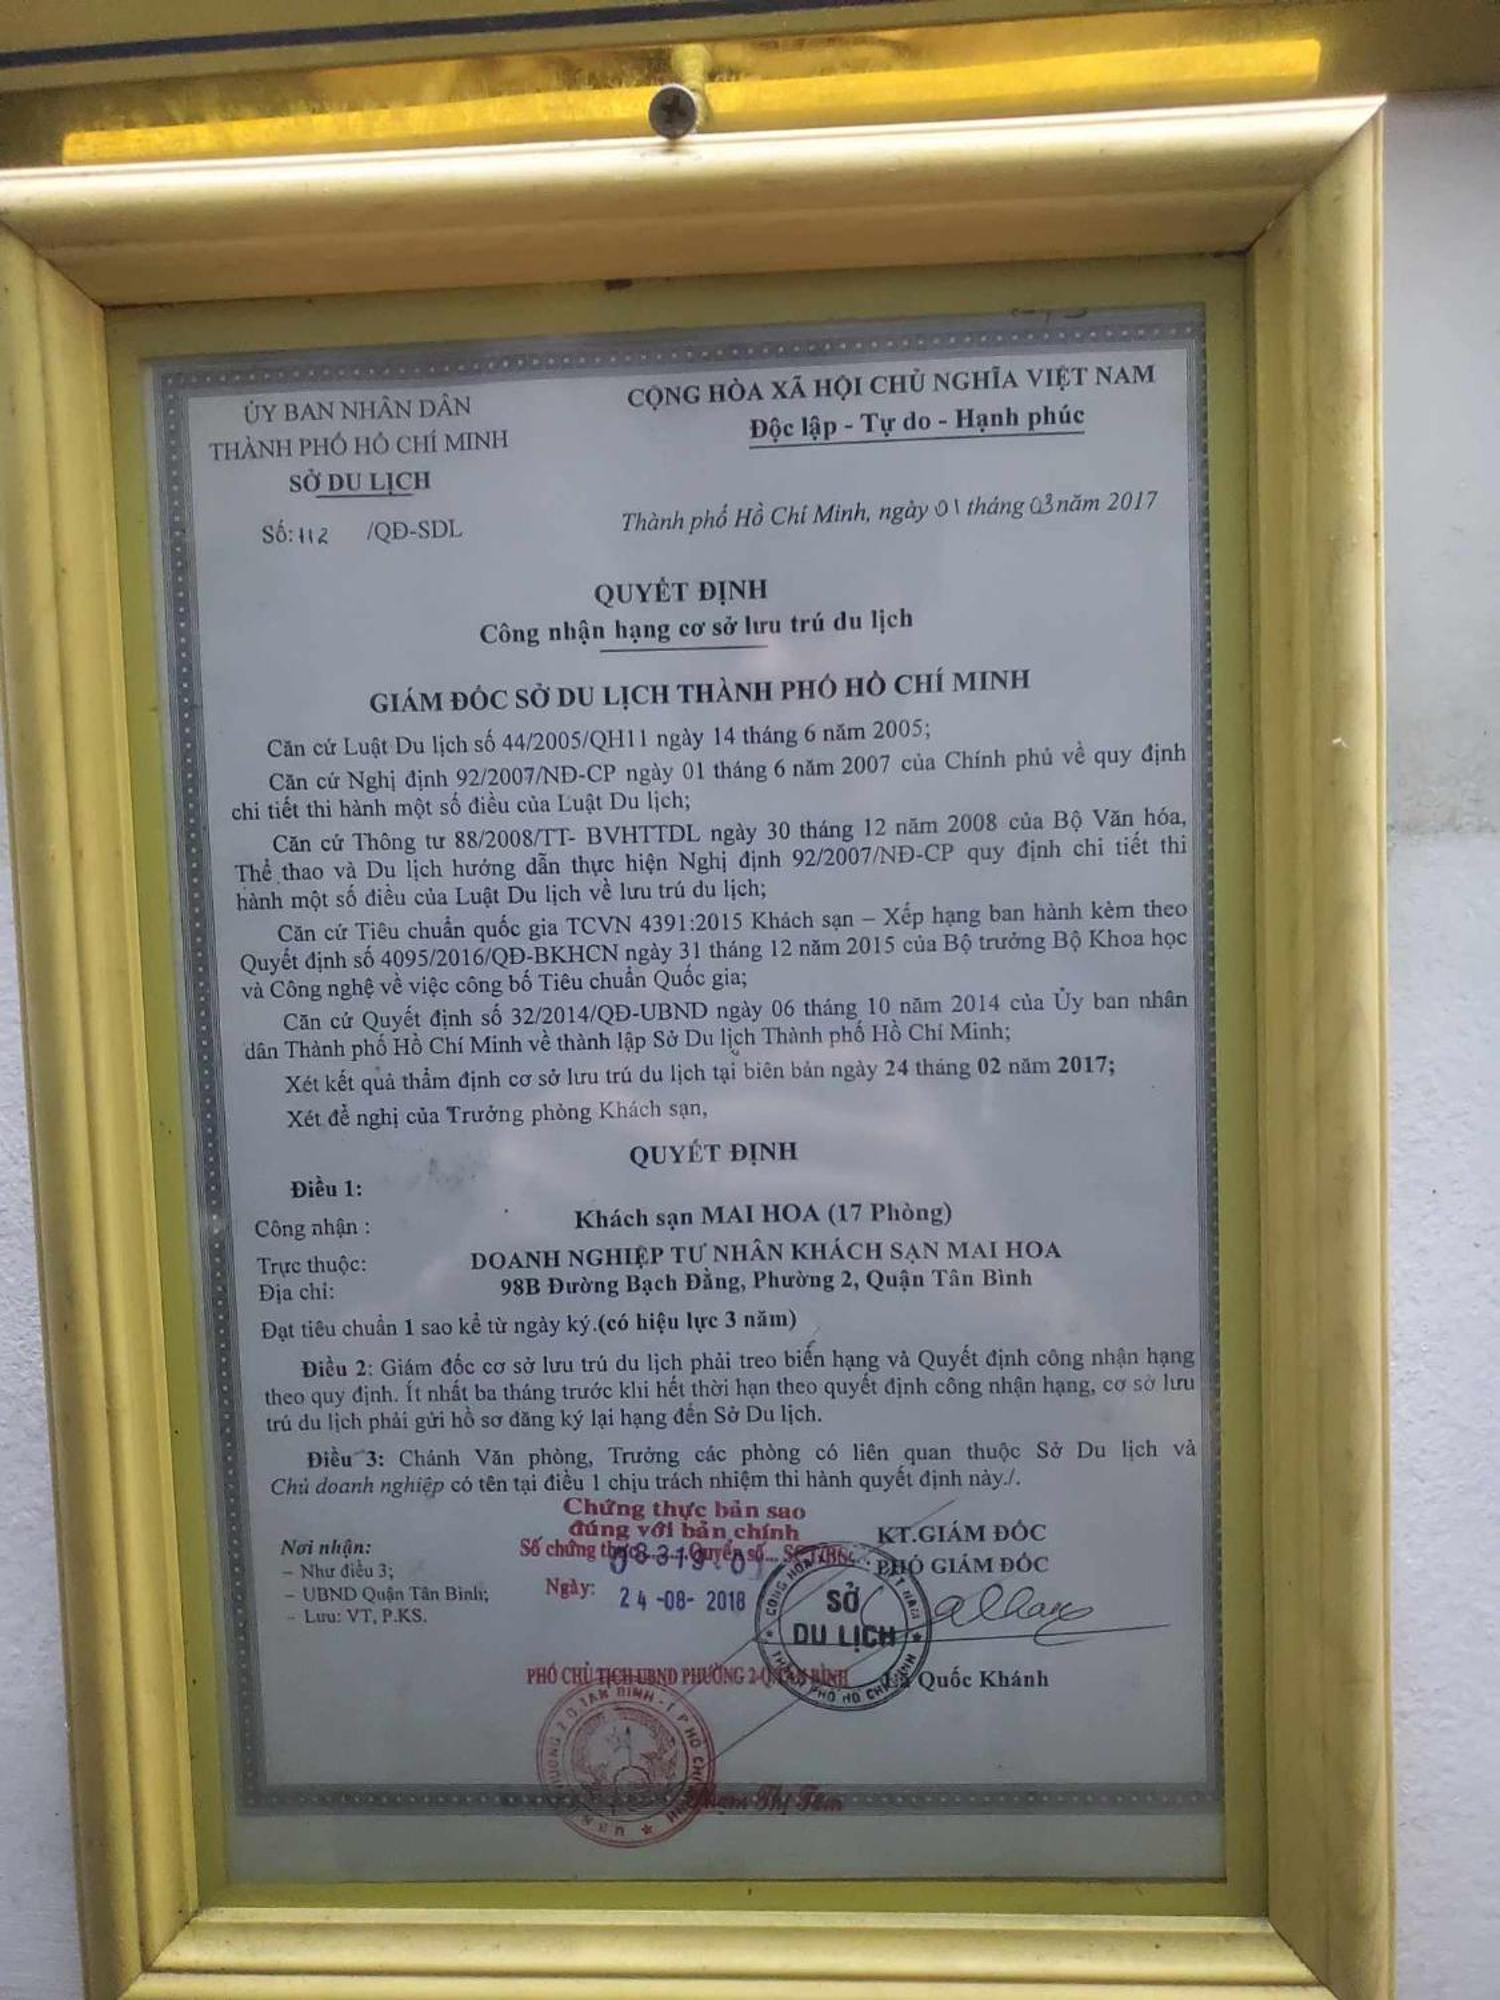 ỦY BAN NHÂN DÂN
THÀNH PHỐ HỒ CHÍ MINH
SỞ DU LỊCH
Số: 112 /QĐ-SDL
CỘNG HÒA XÃ HỘI CHỦ NGHĨA VIỆT NAM
Độc lập - Tự do - Hạnh phúc
Thành phố Hồ Chí Minh, ngày 01 tháng 03 năm 2017
QUYẾT ĐỊNH
Công nhận hạng cơ sở lưu trú du lịch
GIÁM ĐỐC SỞ DU LỊCH THÀNH PHỐ HỒ CHÍ MINH
Căn cứ Luật Du lịch số 44/2005/QH11 ngày 14 tháng 6 năm 2005;
Căn cứ Nghị định 92/2007/NĐ-CP ngày 01 tháng 6 năm 2007 của Chính phủ về quy định
chi tiết thi hành một số điều của Luật Du lịch;
Căn cứ Thông tư 88/2008/TT- BVHTTDL ngày 30 tháng 12 năm 2008 của Bộ Văn hóa,
Thể thao và Du lịch hướng dẫn thực hiện Nghị định 92/2007/NĐ-CP quy định chi tiết thi
hành một số điều của Luật Du lịch về lưu trú du lịch;
Căn cứ Tiêu chuẩn quốc gia TCVN 4391:2015 Khách sạn – Xếp hạng ban hành kèm theo
Quyết định số 4095/2016/QĐ-BKHCN ngày 31 tháng 12 năm 2015 của Bộ trưởng Bộ Khoa học
và Công nghệ về việc công bố Tiêu chuẩn Quốc gia;
Căn cứ Quyết định số 32/2014/QĐ-UBND ngày 06 tháng 10 năm 2014 của Ủy ban nhân
dân Thành phố Hồ Chí Minh về thành lập Sở Du lịch Thành phố Hồ Chí Minh;
Xét kết quả thẩm định cơ sở lưu trú du lịch tại biên bản ngày 24 tháng 02 năm 2017;
Xét đề nghị của Trưởng phòng Khách sạn,
QUYẾT ĐỊNH
Điều 1:
Công nhận : Khách sạn MAI HOA (17 Phòng)
Trực thuộc: DOANH NGHIỆP TƯ NHÂN KHÁCH SẠN MAI HOA
Địa chỉ: 98B Đường Bạch Đằng, Phường 2, Quận Tân Bình
Đạt tiêu chuẩn 1 sao kể từ ngày ký.(có hiệu lực 3 năm)
Điều 2: Giám đốc cơ sở lưu trú du lịch phải treo biển hạng và Quyết định công nhận hạng
theo quy định. Ít nhất ba tháng trước khi hết thời hạn theo quyết định công nhận hạng, cơ sở lưu
trú du lịch phải gửi hồ sơ đăng ký lại hạng đến Sở Du lịch.
Điều 3: Chánh Văn phòng, Trưởng các phòng có liên quan thuộc Sở Du lịch và
Chủ doanh nghiệp có tên tại điều 1 chịu trách nhiệm thi hành quyết định này./.
Chứng thực bản sao
đúng với bản chính
Số chứng thực Quyển số...
Ngày: 24 -08- 2018
Nơi nhận:
– Như điều 3;
– UBND Quận Tân Bình;
– Lưu: VT, P.KS.
KT.GIÁM ĐỐC
PHÓ GIÁM ĐỐC
SỞ
DU LỊCH
Quốc Khánh
PHÓ CHỦ TỊCH UBND PHƯỜNG 2-Q.TÂN BÌNH